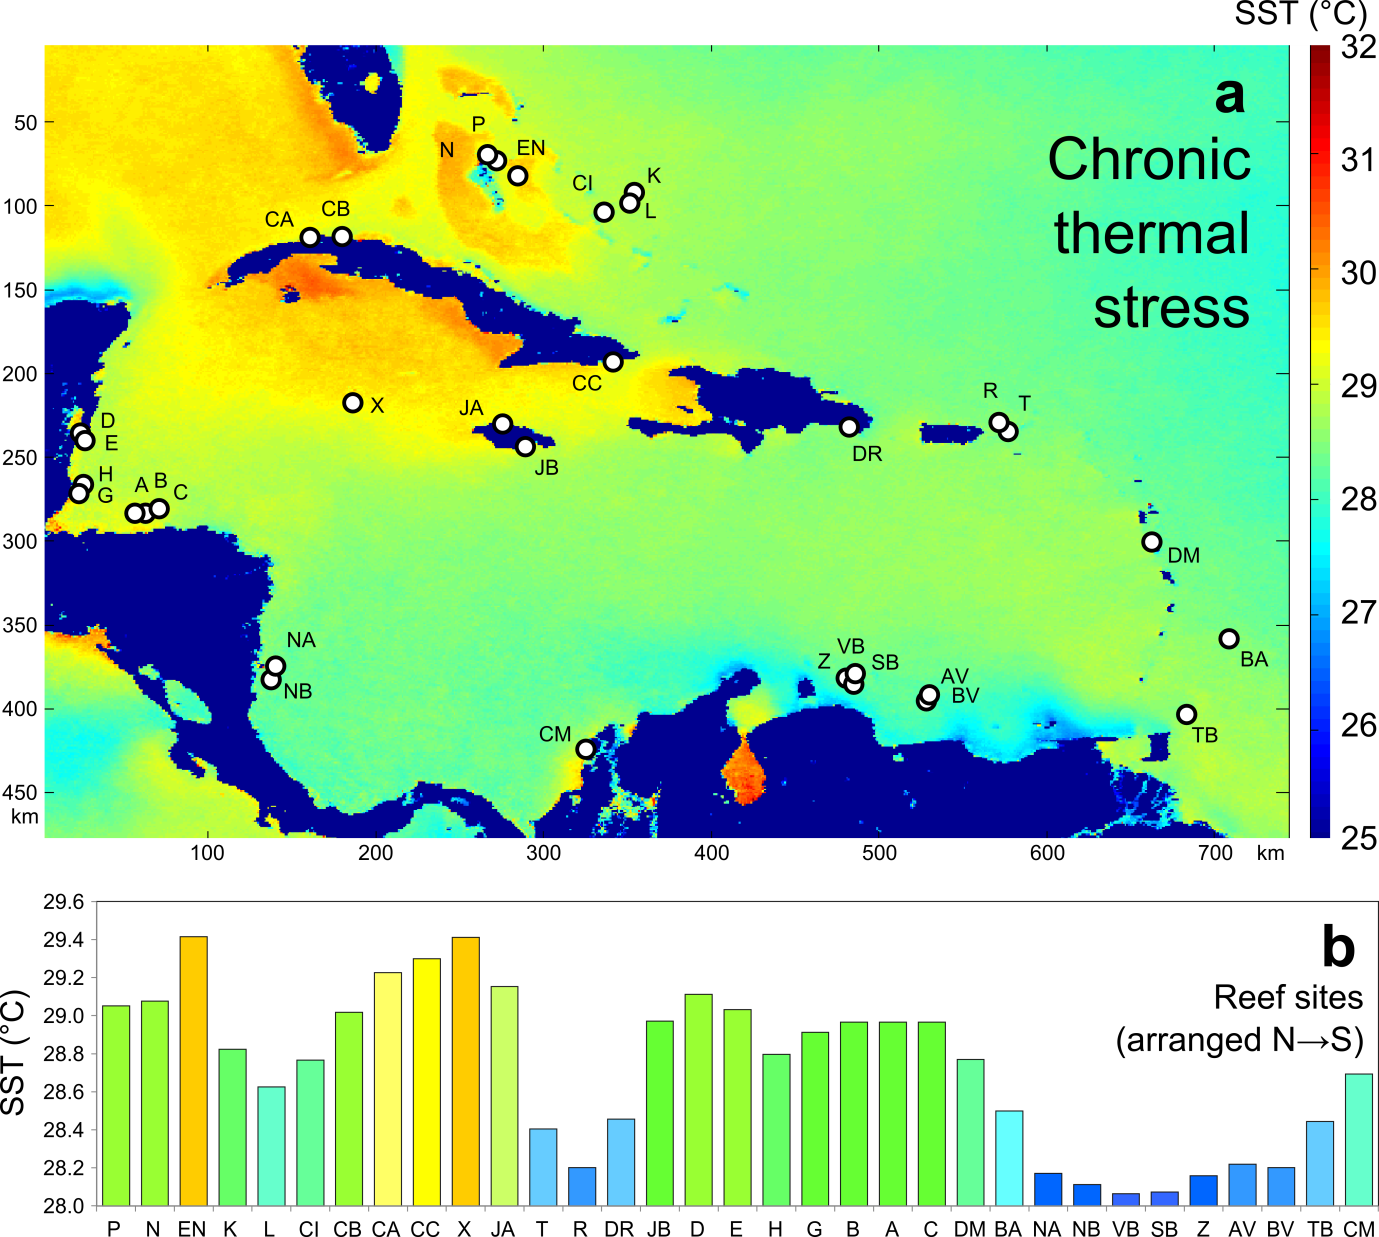 SST (°C)
32
a
50
P
N
EN
Chronic
31
CI
K
100
L
CA
CB
thermal
30
150
stress
200
CC
29
R
X
JA
T
D
E
DR
250
JB
H
A
B
C
G
28
300
DM
27
350
NA
VB
Z
SB
BA
NB
AV
BV
400
CM
TB
26
450
km
25
100 200 300 400 500 600 700 km
29.6
29.4
b
29.2
Reef sites
29.0
(arranged N→S)
28.8
28.6
28.4
28.2
28.0
SST (°C)
P N EN K L CI CB CA CC X JA T R DR JB D E H G B A C DM BA NA NB VB SB Z AV BV TB CM